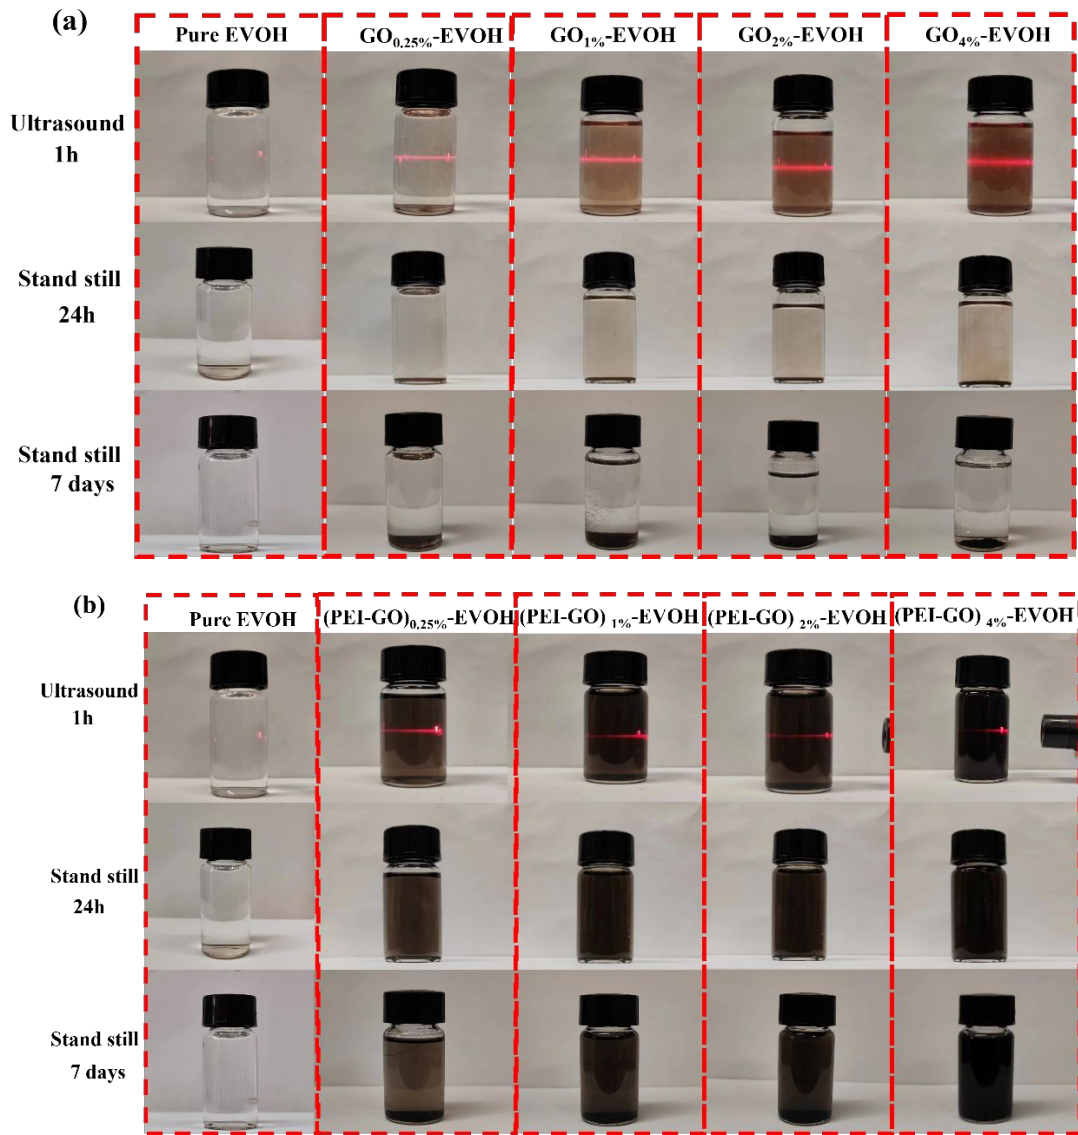 (a)
Pure EVOH GO0.25%-EVOH GO1%-EVOH GO2%-EVOH GO4%-EVOH
Ultrasound
1h
Stand still
24h
Stand still
7 days
(b)
Pure EVOH (PEI-GO)0.25%-EVOH (PEI-GO) 1%-EVOH (PEI-GO) 2%-EVOH (PEI-GO) 4%-EVOH
Ultrasound
1h
Stand still
24h
Stand still
7 days